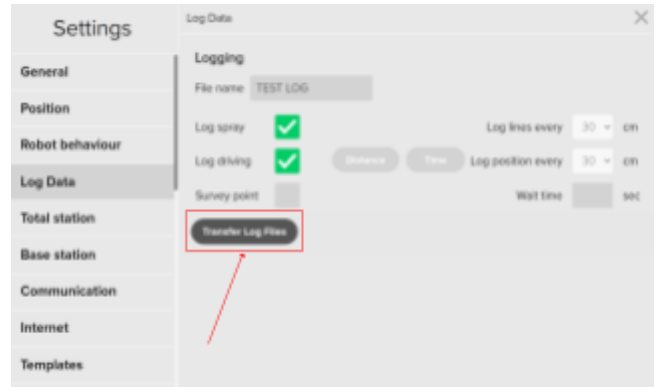 Settings
General
Position
Robot behaviour
Log Data
Total station
Base station
Communication
Internet
Templates
Log Data
Logging
File name TEST LOG
Log spray Log lines every 30 cm
Log driving Distance Time Log position every 30 cm
Survey point Wait time sec
Transfer Log Files